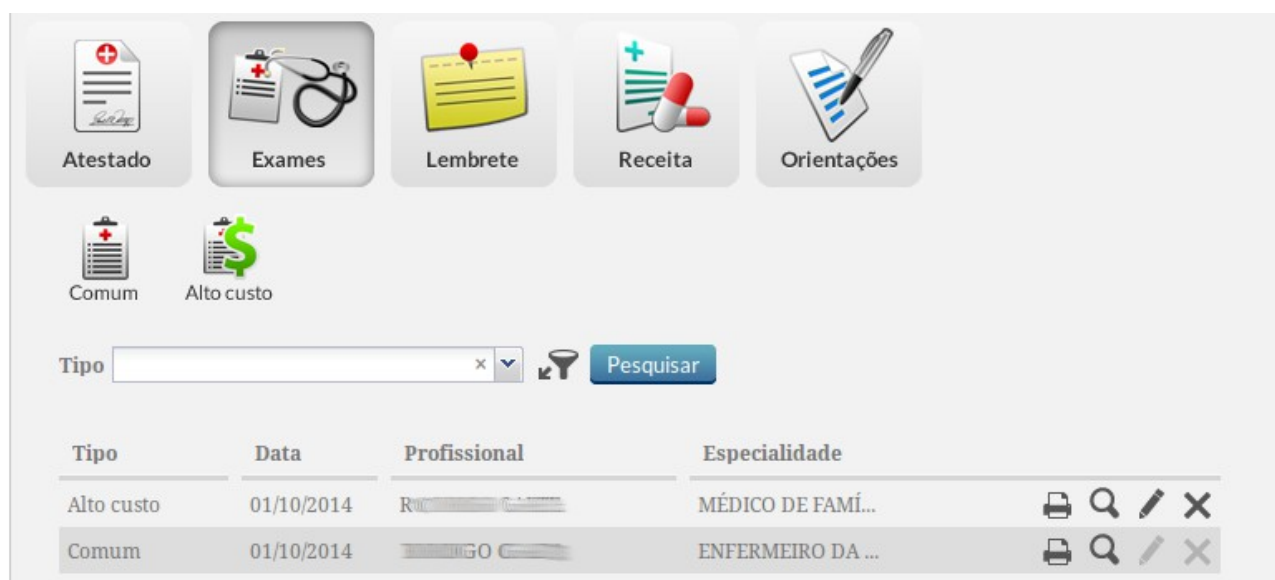 Atestado Exames Lembrete Receita Orientações
Comum Alto custo
Tipo Pesquisar
Tipo Data Profissional Especialidade
Alto custo 01/10/2014 MÉDICO DE FAMÍ...
Comum 01/10/2014 ENFERMEIRO DA ...